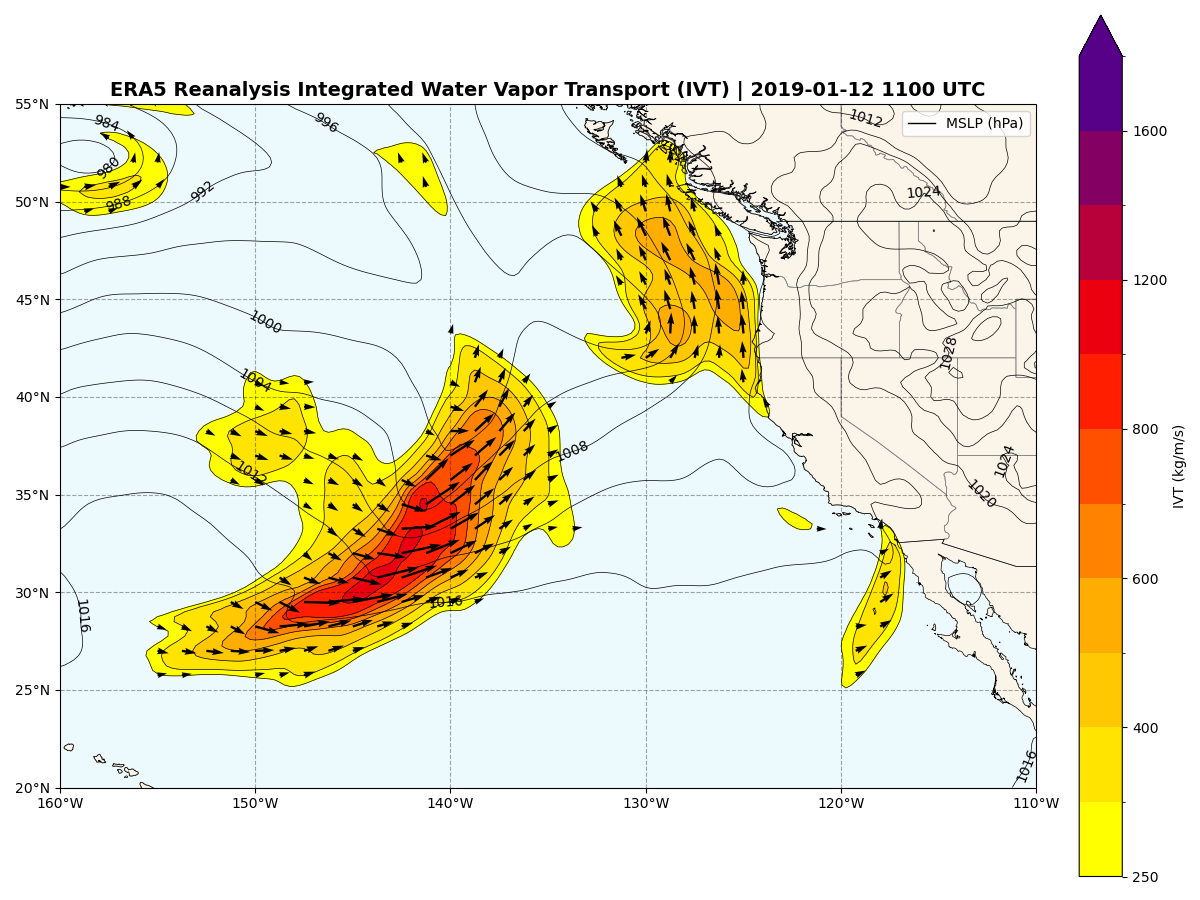 ERA5 Reanalysis Integrated Water Vapor Transport (IVT) | 2019-01-12 1100 UTC
55°N
50°N
45°N
40°N
35°N
30°N
25°N
20°N
160°W
150°W
140°W
130°W
120°W
110°W
MSLP (hPa)
984
980
988
992
996
1000
1004
1012
1008
1016
1016
1012
1024
1028
1024
1020
1016
1600
1200
800
600
400
250
IVT (kg/m/s)